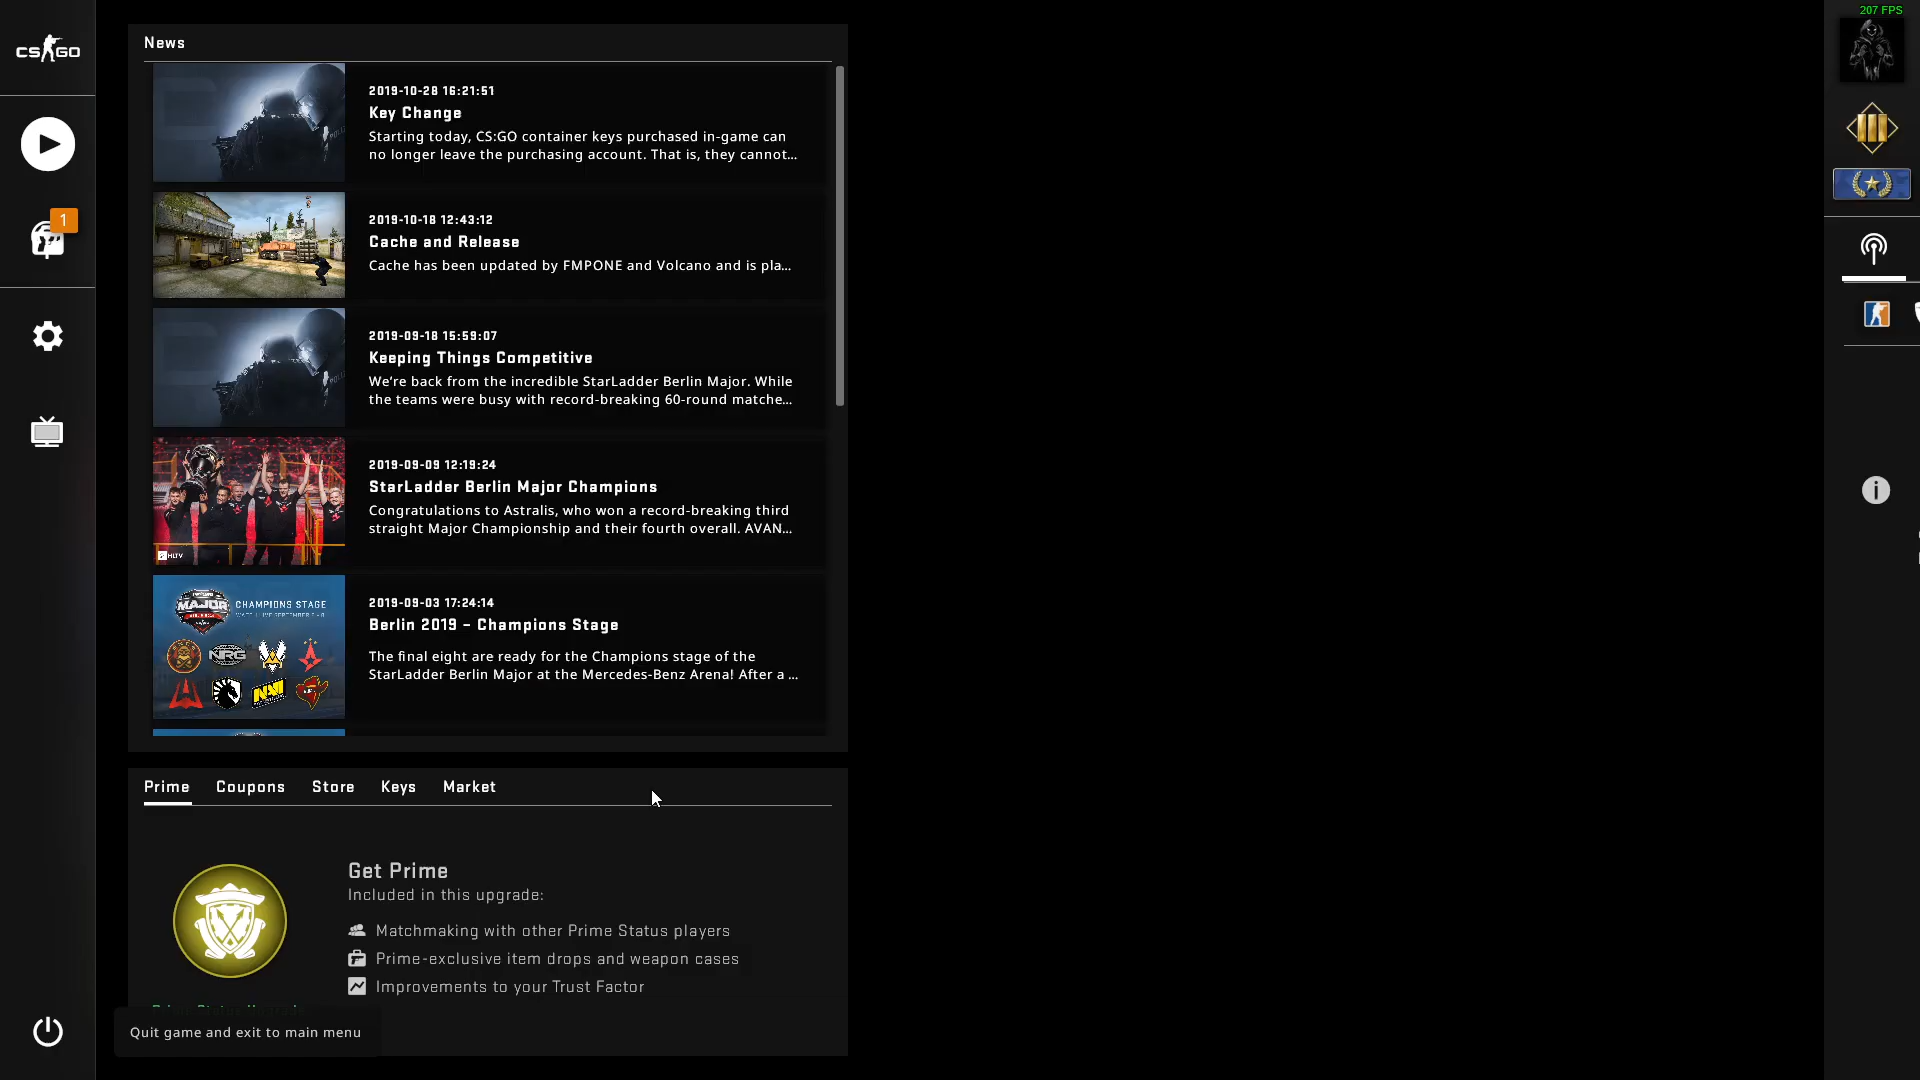 207 FPS
CS GO
1
News
2019-10-28 16:21:51
Key Change
Starting today, CS:GO container keys purchased in-game can
no longer leave the purchasing account. That is, they cannot...
2019-10-18 12:43:12
Cache and Release
Cache has been updated by FMPONE and Volcano and is pla...
2019-09-18 15:59:07
Keeping Things Competitive
We're back from the incredible StarLadder Berlin Major. While
the teams were busy with record-breaking 60-round matche...
2019-09-09 12:19:24
StarLadder Berlin Major Champions
Congratulations to Astralis, who won a record-breaking third
straight Major Championship and their fourth overall. AVAN...
HLTV
2019-09-03 17:24:14
Berlin 2019 – Champions Stage
The final eight are ready for the Champions stage of the
StarLadder Berlin Major at the Mercedes-Benz Arena! After a ...
MAJOR
CHAMPIONS STAGE
NRG
NAVI
Prime Coupons Store Keys Market
Get Prime
Included in this upgrade:
Matchmaking with other Prime Status players
Prime-exclusive item drops and weapon cases
Improvements to your Trust Factor
Quit game and exit to main menu